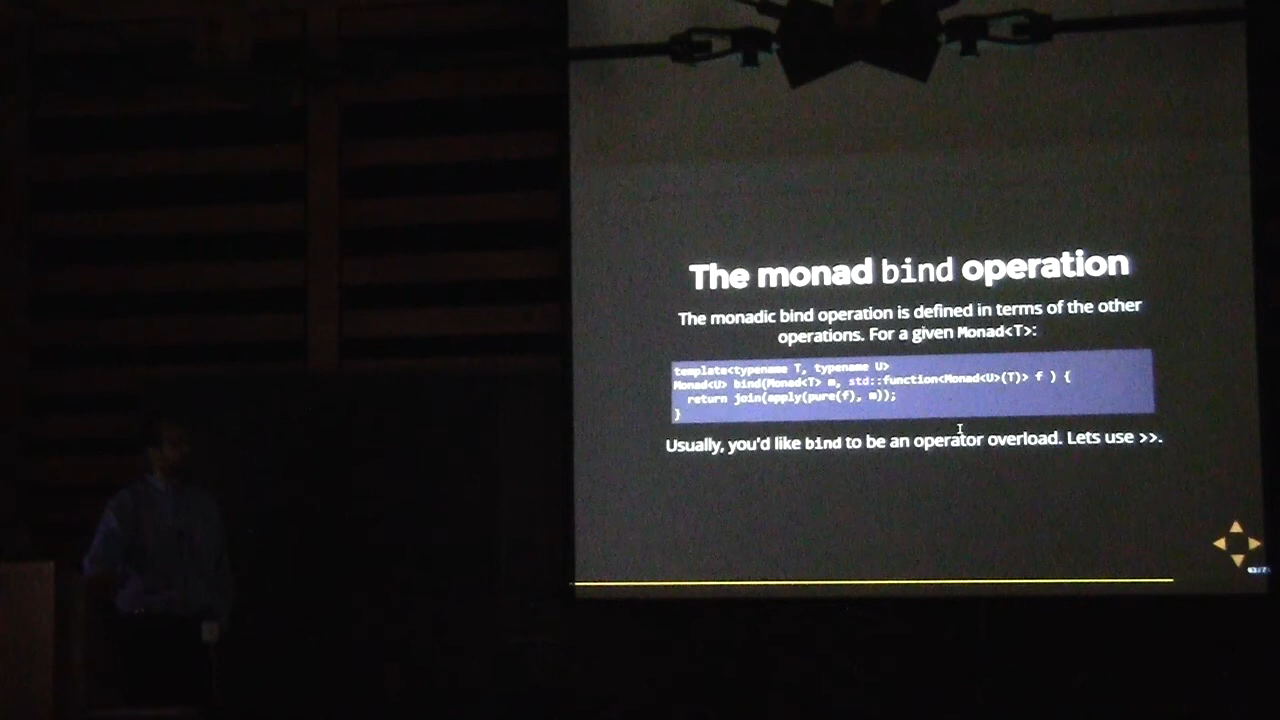 The monad bind operation
The monadic bind operation is defined in terms of the other
operations. For a given Monad<T>:
template<typename T, typename U>
Monad<U> bind(Monad<T> m, std::function<Monad<U>(T)> f ) {
  return join(apply(pure(f), m));
}
Usually, you'd like bind to be an operator overload. Lets use >>.